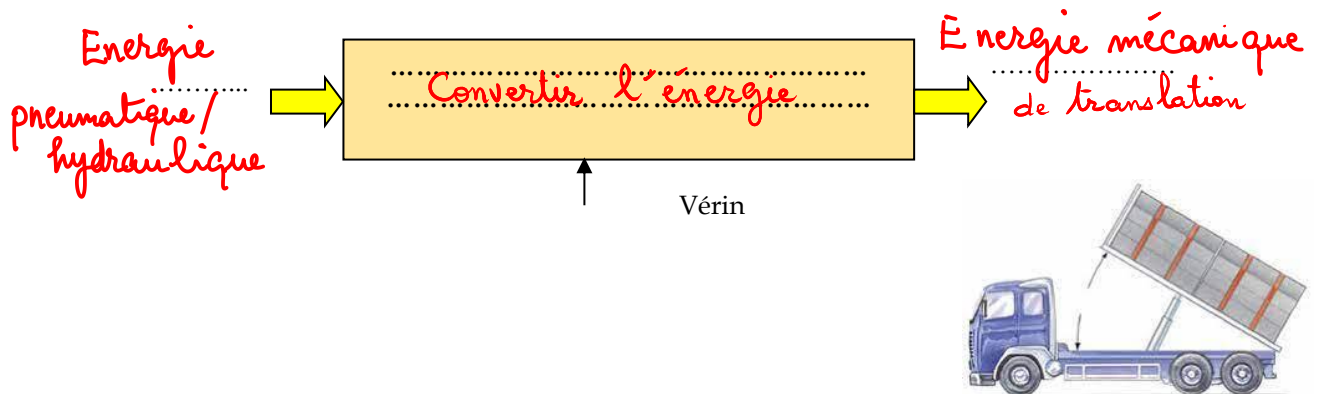 Energie
pneumatique/
hydraulique
Convertir l'énergie
Energie mécanique
de translation
Vérin